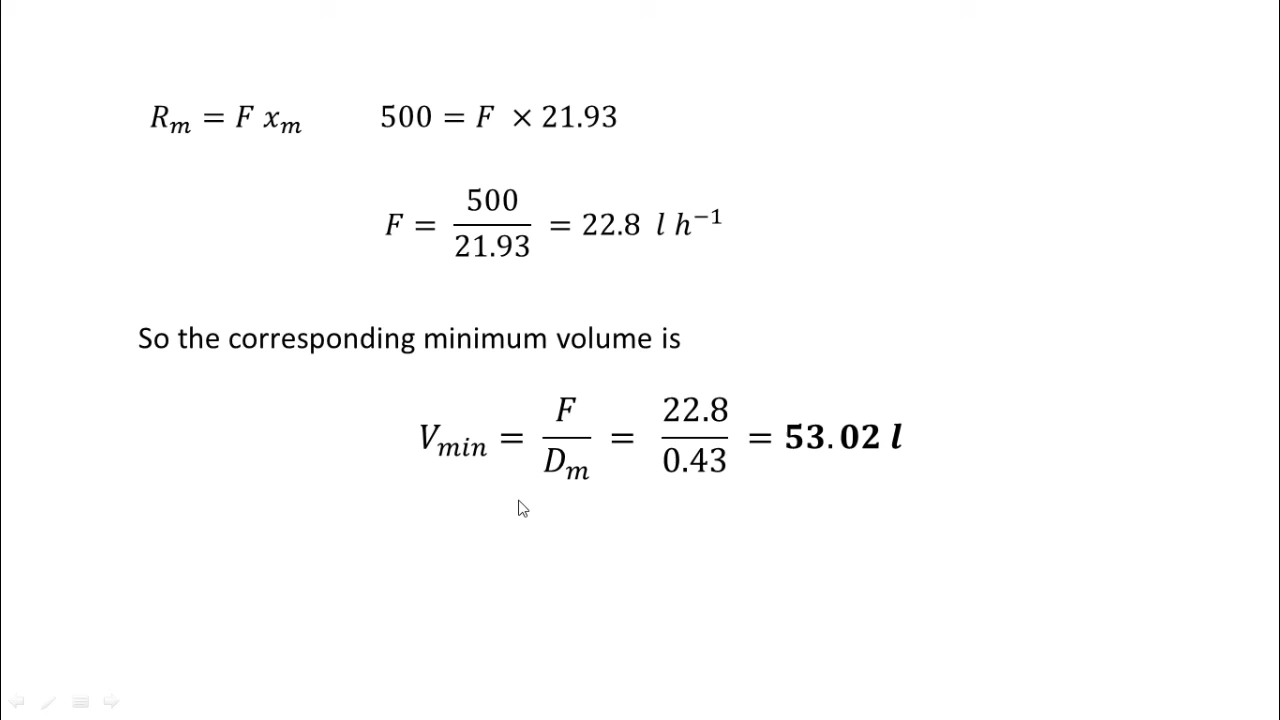 R_m = F x_m 500 = F × 21.93
F = 500/21.93 = 22.8 l h⁻¹
So the corresponding minimum volume is
V_min = F/D_m = 22.8/0.43 = 53.02 l